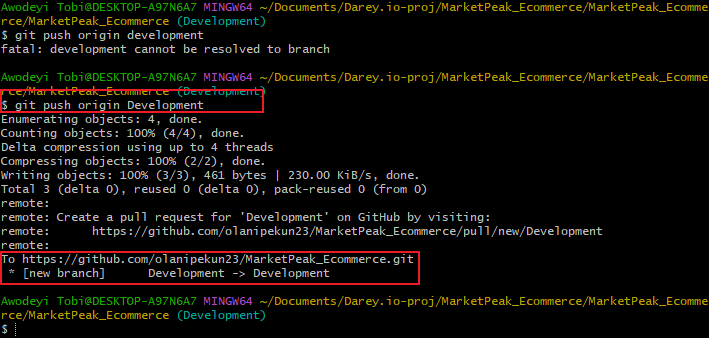 Awodeyi Tobi@DESKTOP-A97N6A7 MINGW64 ~/Documents/Darey.io-proj/MarketPeak_Ecomme
rce/MarketPeak_Ecommerce (Development)
$ git push origin development
fatal: development cannot be resolved to branch
Awodeyi Tobi@DESKTOP-A97N6A7 MINGW64 ~/Documents/Darey.io-proj/MarketPeak_Ecomme
rce/MarketPeak_Ecommerce (Development)
$ git push origin Development
Enumerating objects: 4, done.
Counting objects: 100% (4/4), done.
Delta compression using up to 4 threads
Compressing objects: 100% (2/2), done.
Writing objects: 100% (3/3), 461 bytes | 230.00 KiB/s, done.
Total 3 (delta 0), reused 0 (delta 0), pack-reused 0 (from 0)
remote:
remote: Create a pull request for 'Development' on GitHub by visiting:
remote:      https://github.com/olanipekun23/MarketPeak_Ecommerce/pull/new/Development
remote:
To https://github.com/olanipekun23/MarketPeak_Ecommerce.git
 * [new branch]      Development -> Development
Awodeyi Tobi@DESKTOP-A97N6A7 MINGW64 ~/Documents/Darey.io-proj/MarketPeak_Ecomme
rce/MarketPeak_Ecommerce (Development)
$